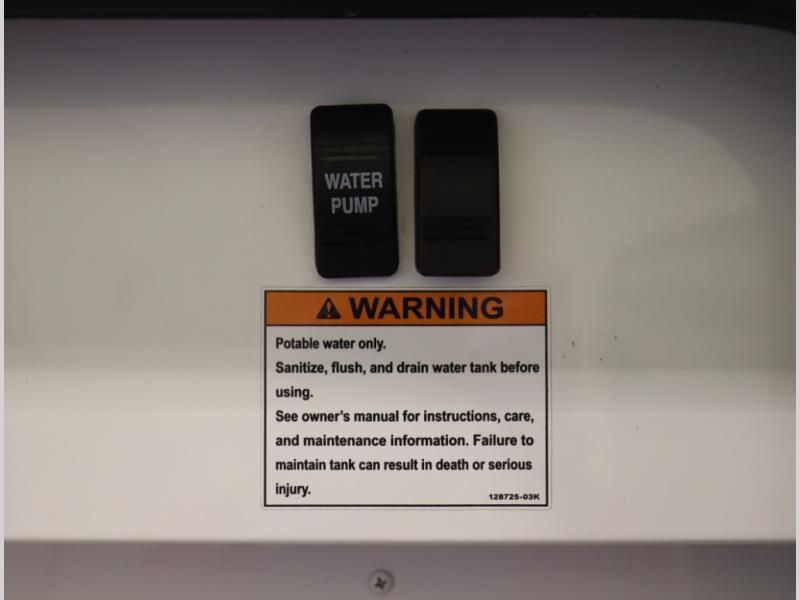 WATER
PUMP
WARNING
Potable water only.
Sanitize, flush, and drain water tank before
using.
See owner's manual for instructions, care,
and maintenance information. Failure to
maintain tank can result in death or serious
injury.
128725-03K